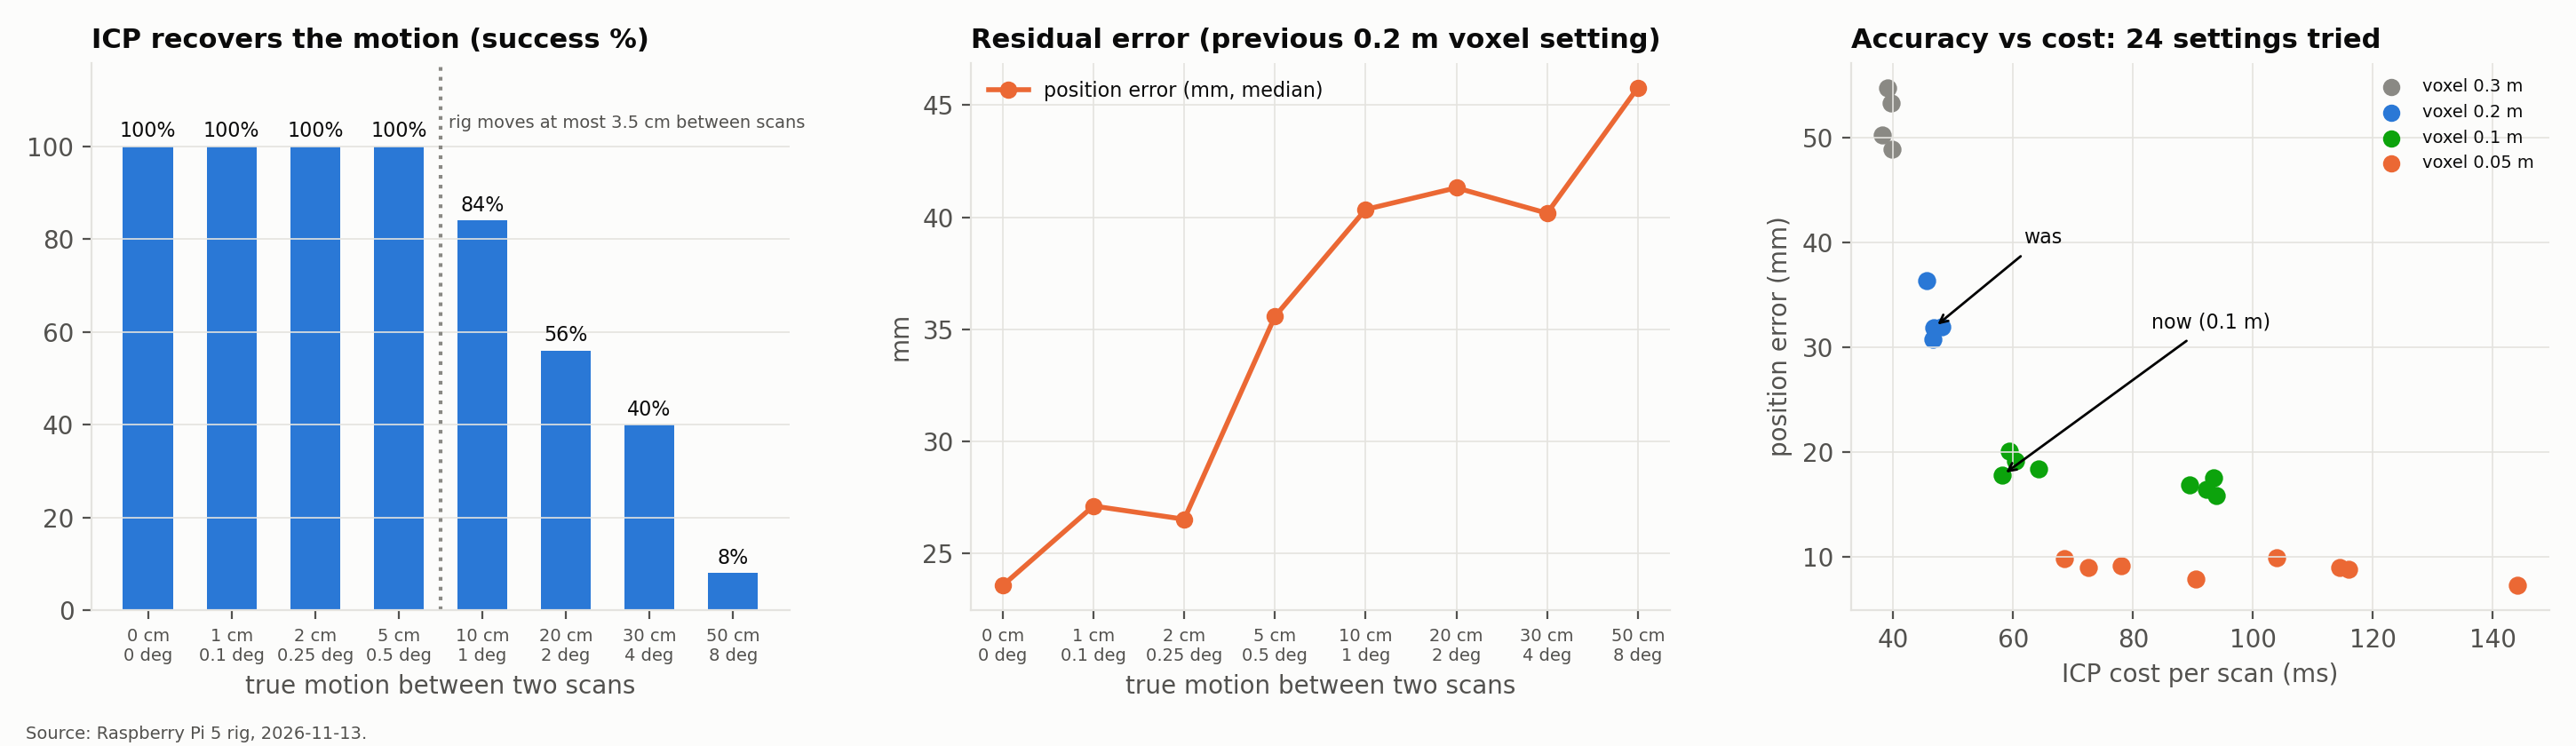 ICP recovers the motion (success %)
100%
100%
100%
100%
rig moves at most 3.5 cm between scans
84%
56%
40%
8%
100
80
60
40
20
0
0 cm
0 deg
1 cm
0.1 deg
2 cm
0.25 deg
5 cm
0.5 deg
10 cm
1 deg
20 cm
2 deg
30 cm
4 deg
50 cm
8 deg
true motion between two scans
Residual error (previous 0.2 m voxel setting)
position error (mm, median)
mm
45
40
35
30
25
0 cm
0 deg
1 cm
0.1 deg
2 cm
0.25 deg
5 cm
0.5 deg
10 cm
1 deg
20 cm
2 deg
30 cm
4 deg
50 cm
8 deg
true motion between two scans
Accuracy vs cost: 24 settings tried
voxel 0.3 m
voxel 0.2 m
voxel 0.1 m
voxel 0.05 m
was
now (0.1 m)
position error (mm)
50
40
30
20
10
40
60
80
100
120
140
ICP cost per scan (ms)
Source: Raspberry Pi 5 rig, 2026-11-13.